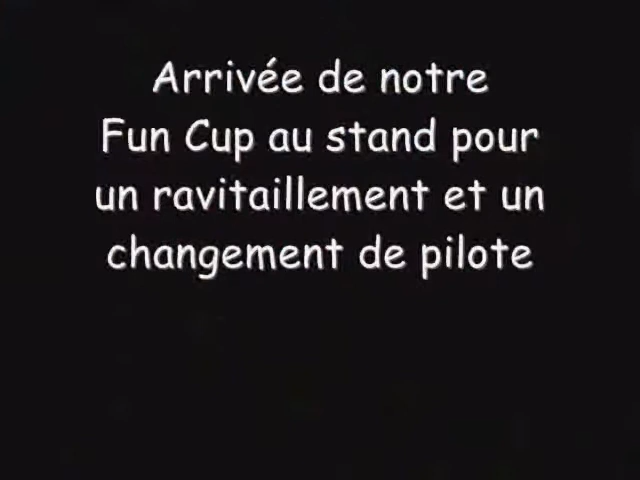 Arrivée de notre
Fun Cup au stand pour
un ravitaillement et un
changement de pilote